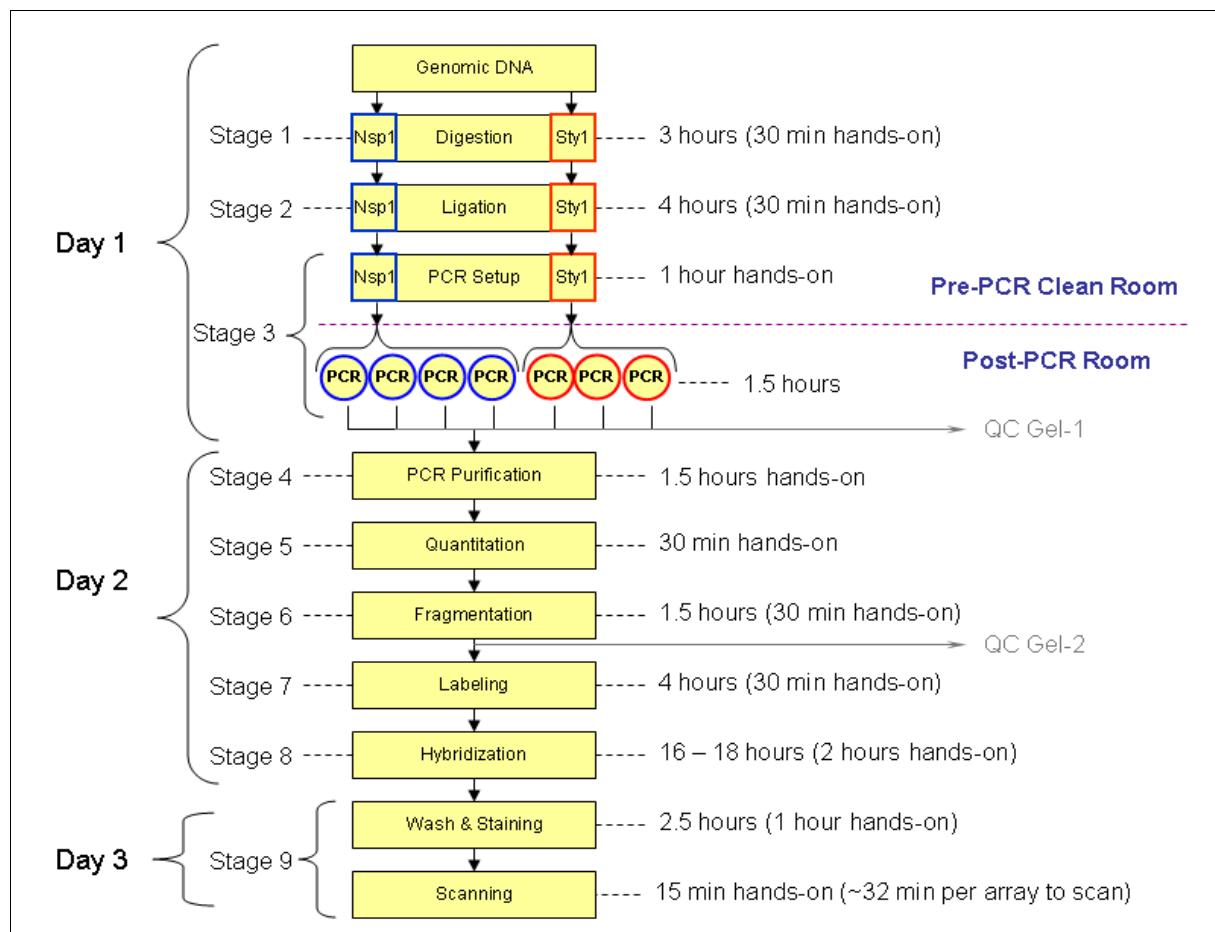 Genomic DNA
Stage 1
Nsp1 Digestion Sty1
3 hours (30 min hands-on)
Stage 2
Nsp1 Ligation Sty1
4 hours (30 min hands-on)
Day 1
Nsp1 PCR Setup Sty1
1 hour hands-on
Pre-PCR Clean Room
Stage 3
Post-PCR Room
PCR PCR PCR PCR PCR PCR PCR
1.5 hours
QC Gel-1
Stage 4
PCR Purification
1.5 hours hands-on
Stage 5
Quantitation
30 min hands-on
Day 2
Stage 6
Fragmentation
1.5 hours (30 min hands-on)
QC Gel-2
Stage 7
Labeling
4 hours (30 min hands-on)
Stage 8
Hybridization
16 – 18 hours (2 hours hands-on)
Wash & Staining
2.5 hours (1 hour hands-on)
Day 3
Stage 9
Scanning
15 min hands-on (~32 min per array to scan)